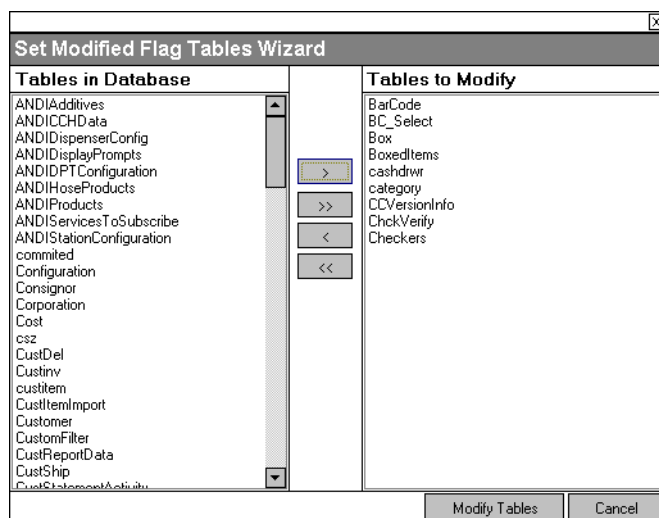 Set Modified Flag Tables Wizard
Tables in Database
ANDIAdditives
ANDICCHData
ANDIDispenserConfig
ANDIDisplayPrompts
ANDIDPTConfiguration
ANDIHoseProducts
ANDIProducts
ANDIServicesToSubscribe
ANDIStationConfiguration
commited
Configuration
Consignor
Corporation
Cost
csz
CustDel
Custinv
custitem
CustItemImport
Customer
CustomFilter
CustReportData
CustShip
CustStatementActivity
>
>>
<
<<
Tables to Modify
BarCode
BC_Select
Box
BoxedItems
cashdrwr
category
CCVersionInfo
ChckVerify
Checkers
Modify Tables
Cancel